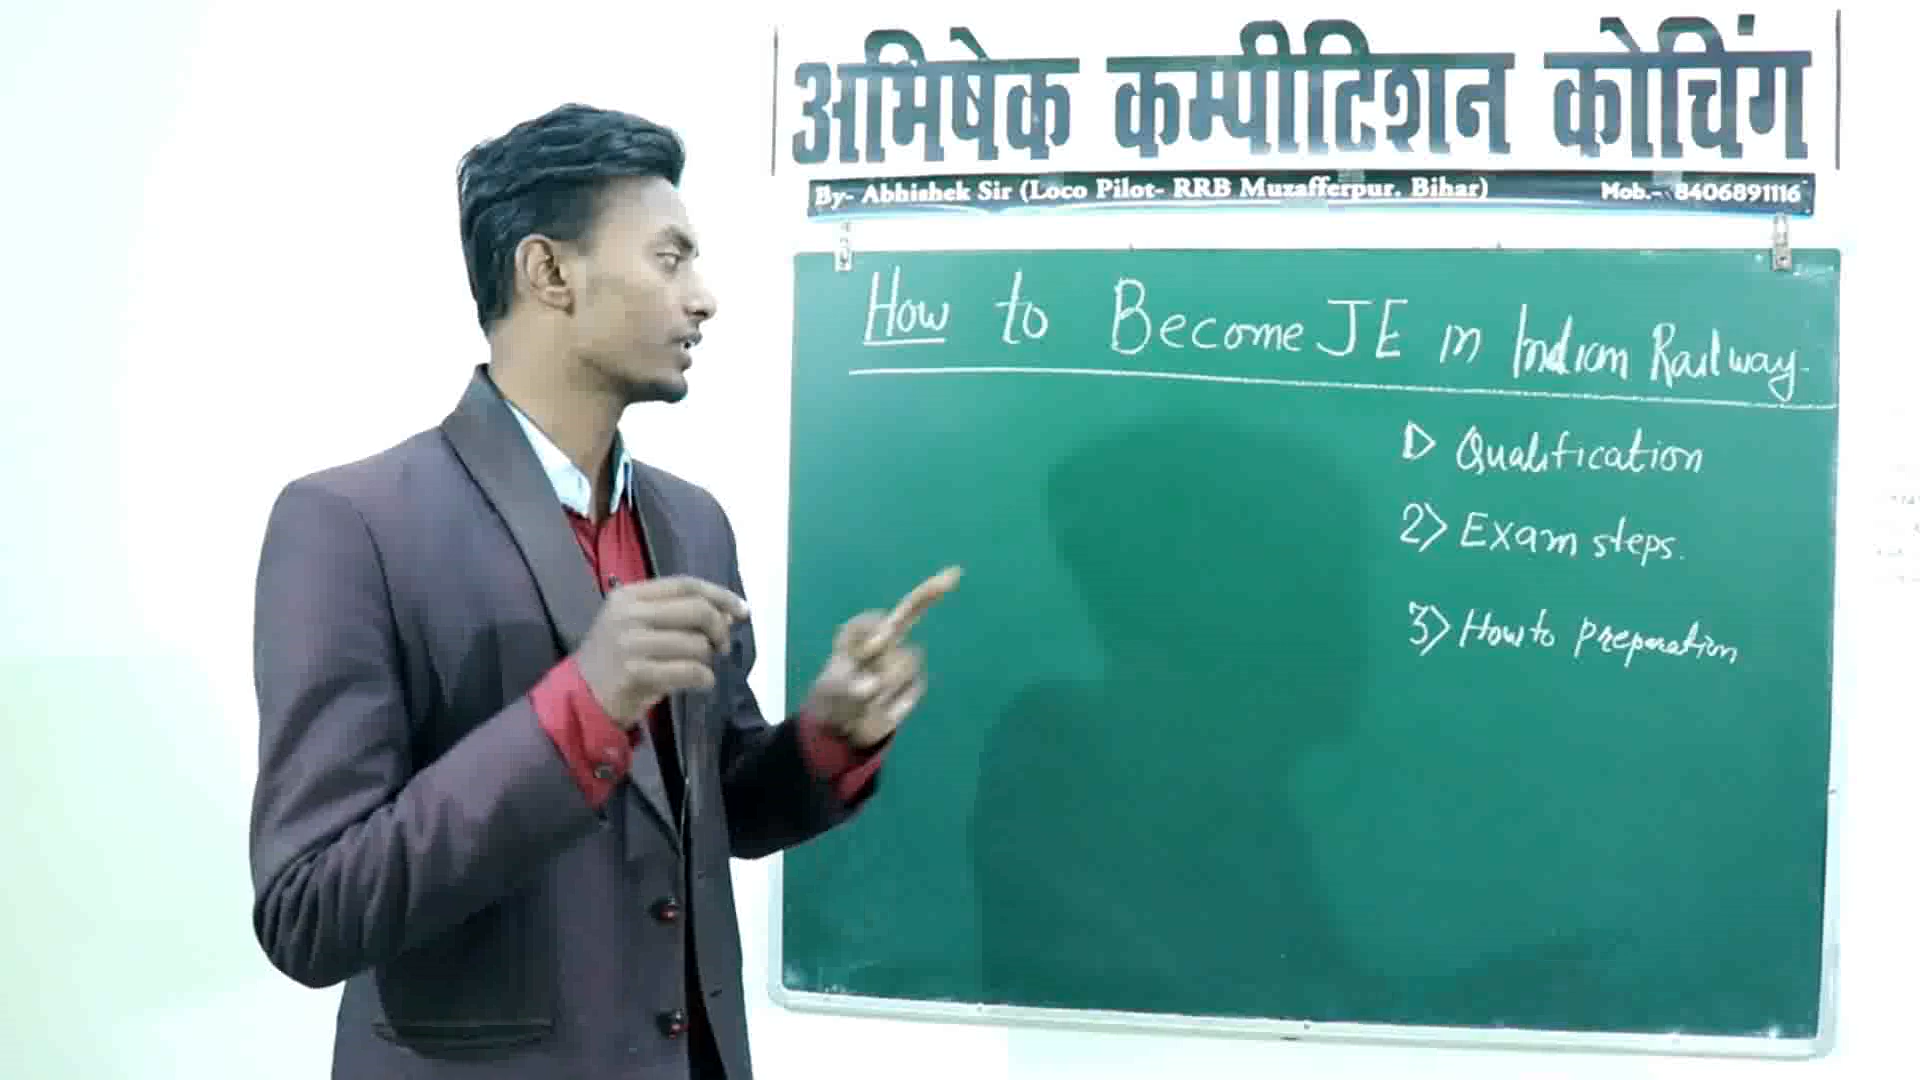 अभिषेक कम्पीटिशन कोचिंग
By- Abhishek Sir (Loco Pilot- RRB Muzafferpur. Bihar) Mob.- 8406891116
How to Become JE in Indian Railway.
1> Qualification
2> Exam steps.
3> How to preparation